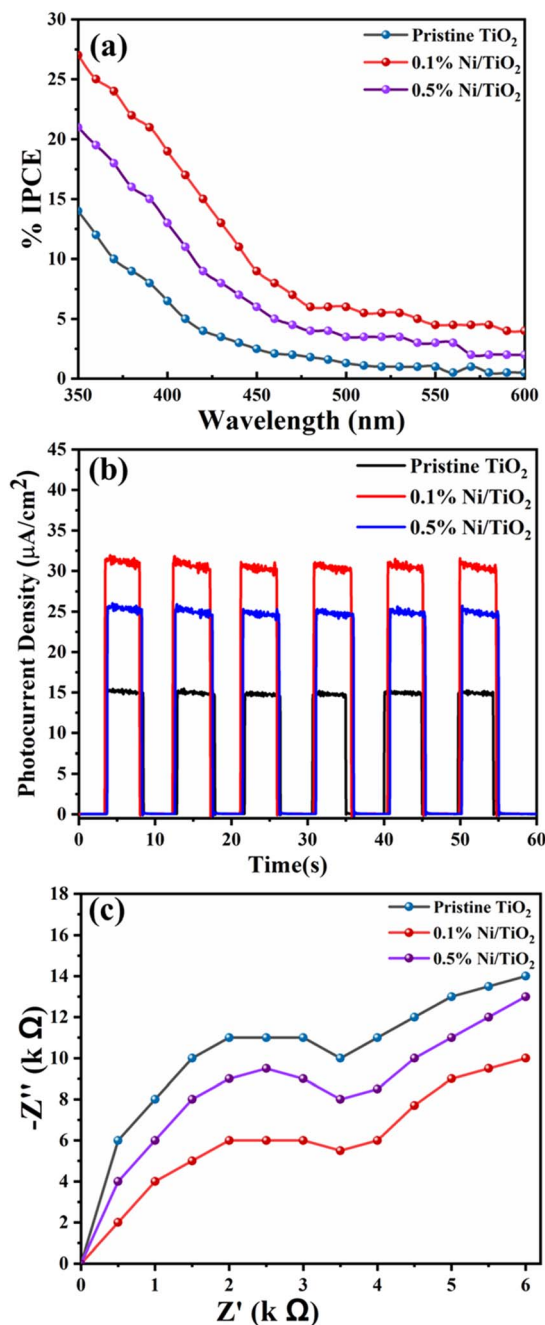 (a)
Pristine TiO₂
0.1% Ni/TiO₂
0.5% Ni/TiO₂
30
25
20
15
10
5
0
% IPCE
350 400 450 500 550 600
Wavelength (nm)
(b)
Pristine TiO₂
0.1% Ni/TiO₂
0.5% Ni/TiO₂
45
40
35
30
25
20
15
10
5
0
Photocurrent Density (μA/cm²)
0 10 20 30 40 50 60
Time(s)
(c)
Pristine TiO₂
0.1% Ni/TiO₂
0.5% Ni/TiO₂
18
16
14
12
10
8
6
4
2
0
-Z'' (k Ω)
0 1 2 3 4 5 6
Z' (k Ω)